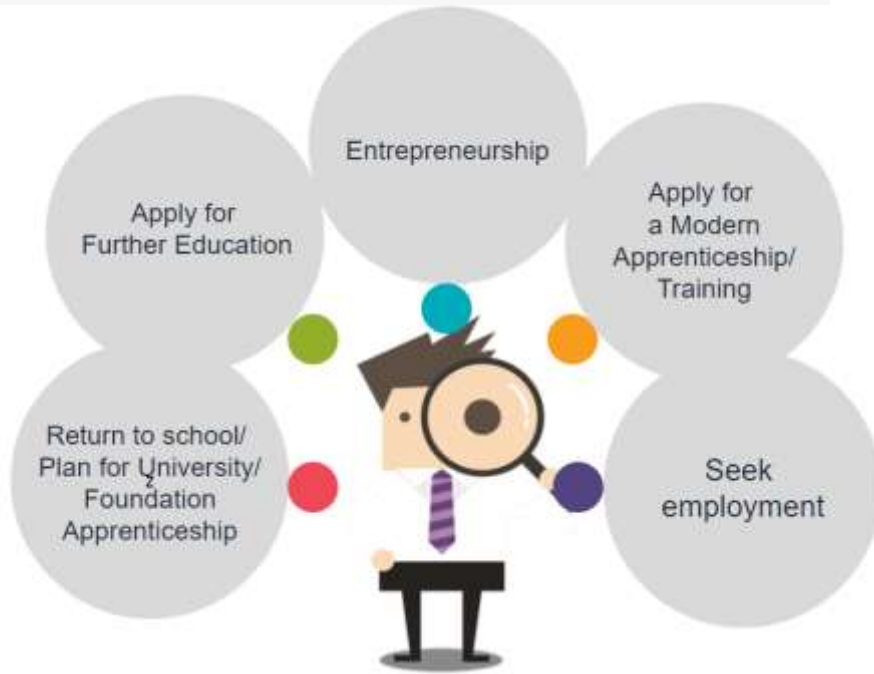 Entrepreneurship
Apply for
Further Education
Apply for
a Modern
Apprenticeship/
Training
Return to school/
Plan for University/
Foundation
Apprenticeship
Seek
employment